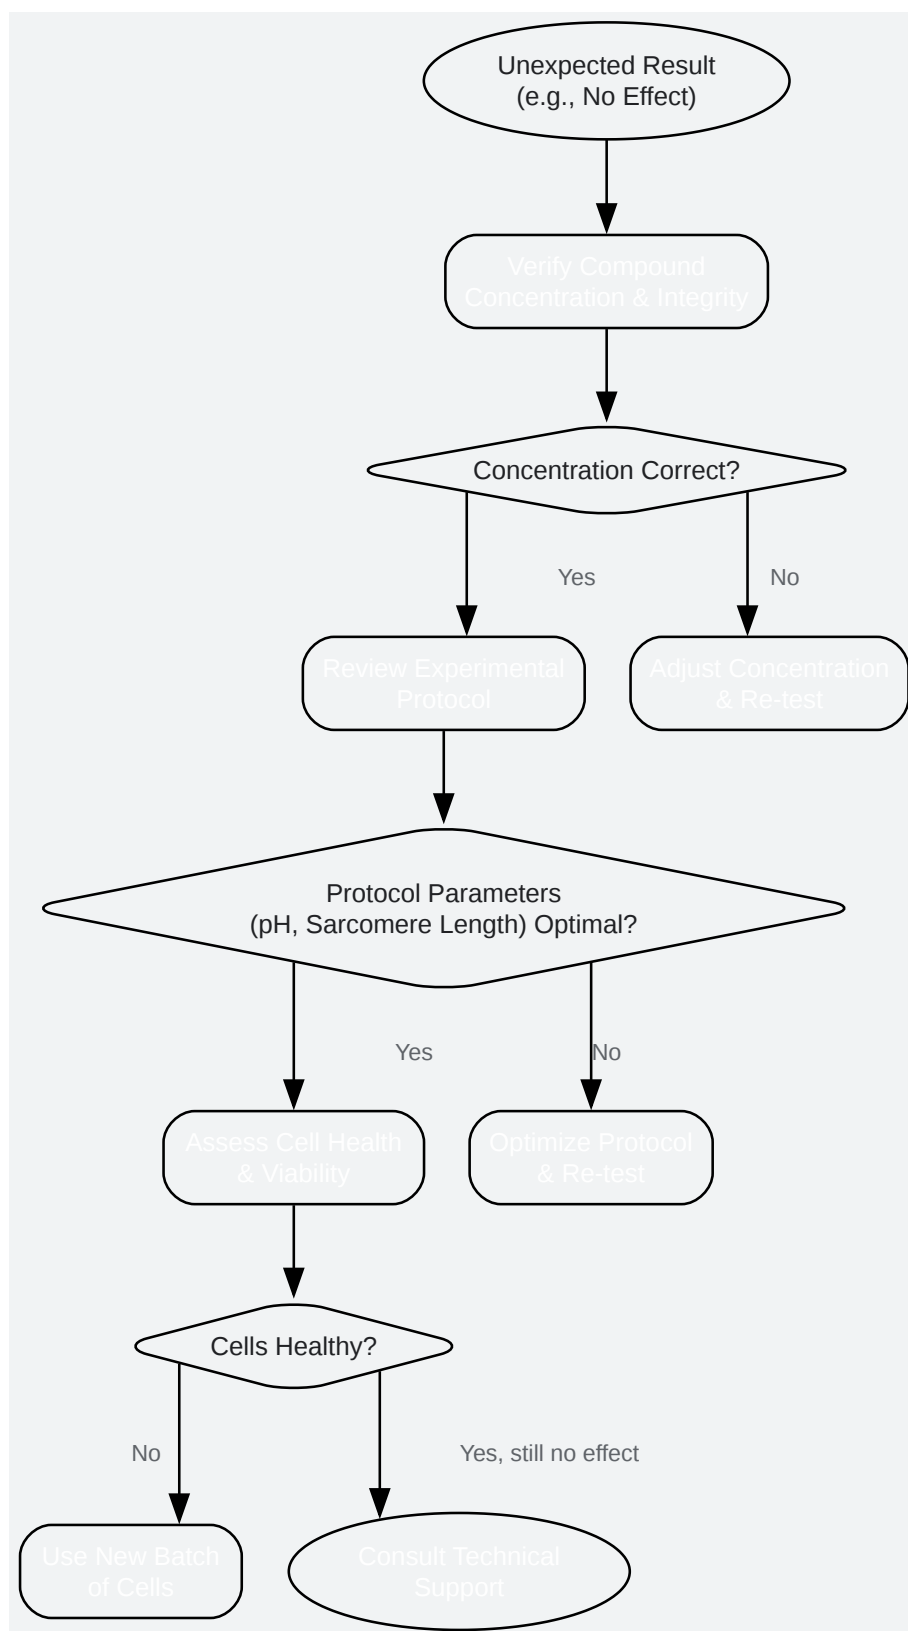 Unexpected Result
(e.g., No Effect)
Verify Compound
Concentration & Integrity
Concentration Correct?
Yes
No
Review Experimental
Protocol
Adjust Concentration
& Re-test
Protocol Parameters
(pH, Sarcomere Length) Optimal?
Yes
No
Assess Cell Health
& Viability
Optimize Protocol
& Re-test
Cells Healthy?
No
Yes, still no effect
Use New Batch
of Cells
Consult Technical
Support